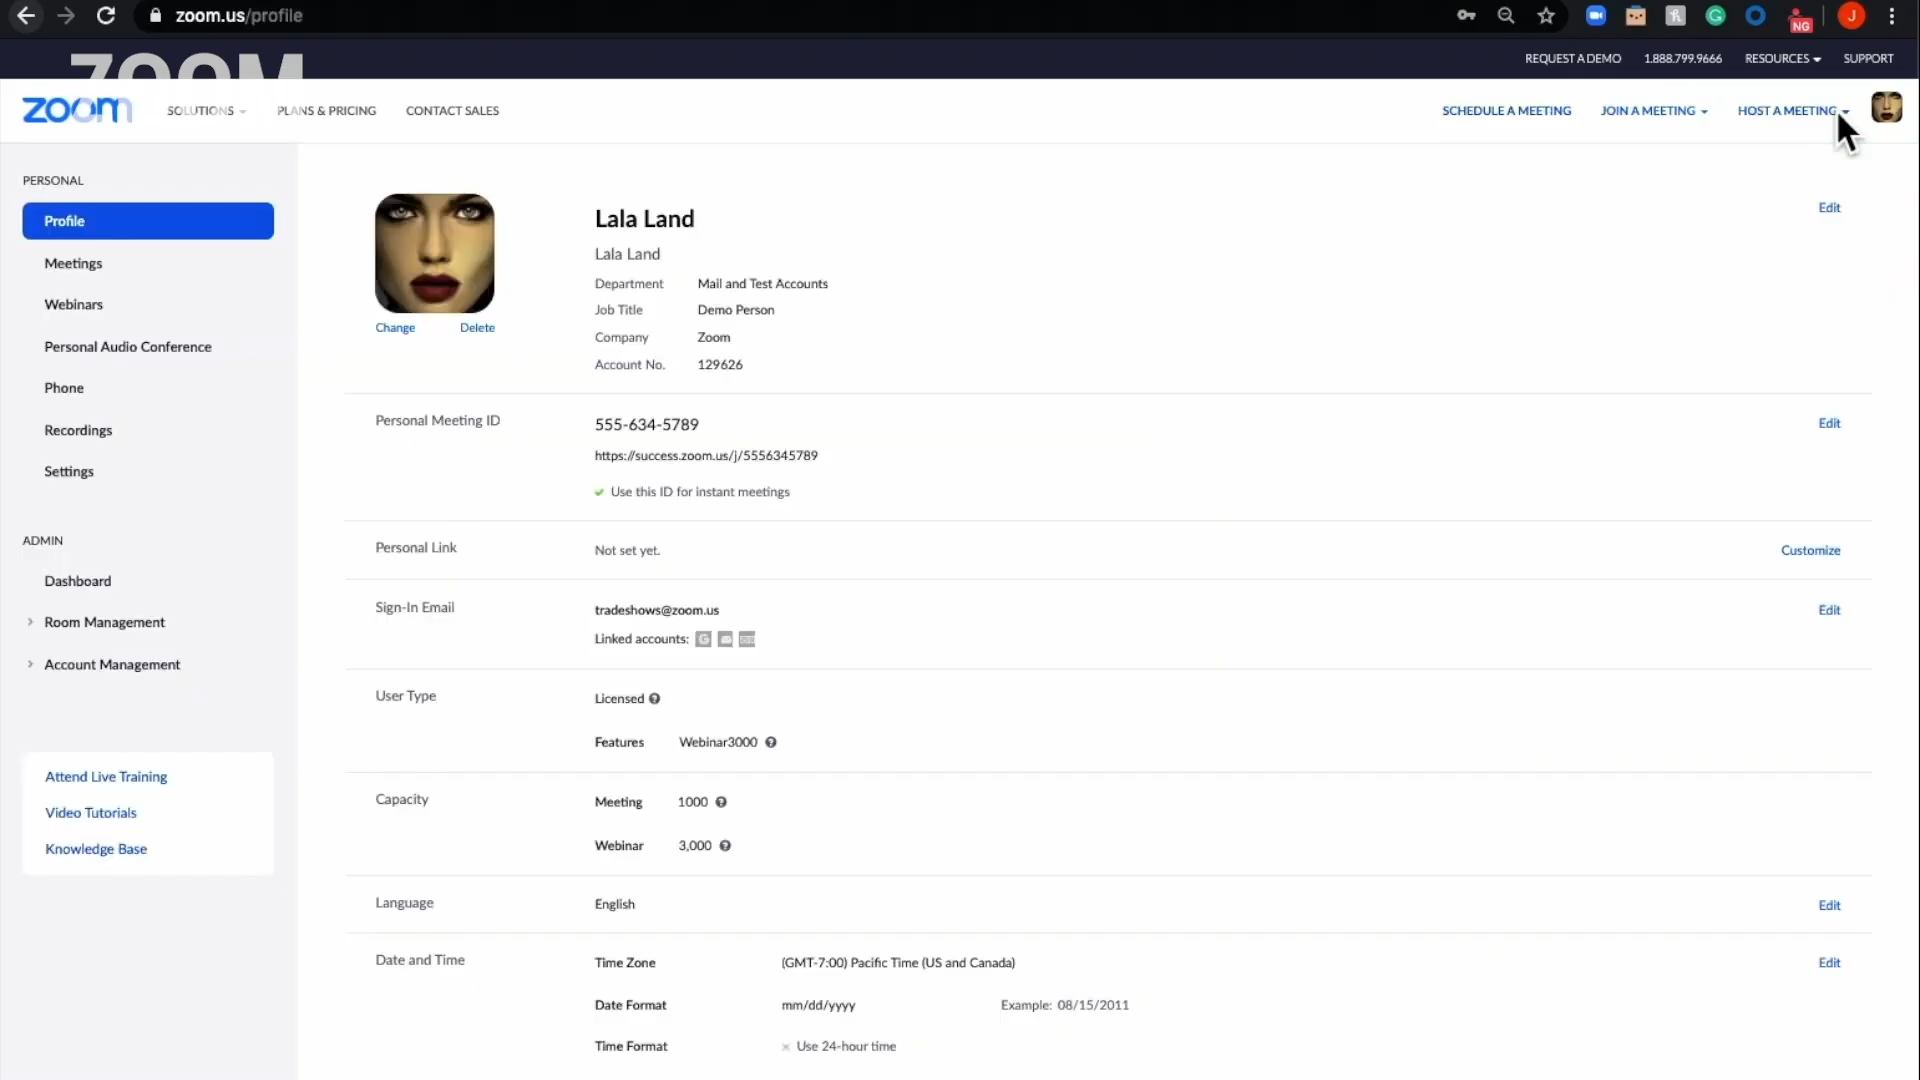 zoom.us/profile
NG
J
REQUEST A DEMO 1.888.799.9666 RESOURCES SUPPORT
ZOOM
zoom SOLUTIONS PLANS & PRICING CONTACT SALES SCHEDULE A MEETING JOIN A MEETING HOST A MEETING
PERSONAL
Profile
Meetings
Webinars
Personal Audio Conference
Phone
Recordings
Settings
ADMIN
Dashboard
Room Management
Account Management
Attend Live Training
Video Tutorials
Knowledge Base
Change Delete
Lala Land Edit
Lala Land
Department Mail and Test Accounts
Job Title Demo Person
Company Zoom
Account No. 129626
Personal Meeting ID 555-634-5789 Edit
https://success.zoom.us/j/5556345789
Use this ID for instant meetings
Personal Link Not set yet. Customize
Sign-In Email tradeshows@zoom.us Edit
Linked accounts: G
User Type Licensed
Features Webinar3000
Capacity Meeting 1000
Webinar 3,000
Language English Edit
Date and Time Time Zone (GMT-7:00) Pacific Time (US and Canada) Edit
Date Format mm/dd/yyyy Example: 08/15/2011
Time Format Use 24-hour time